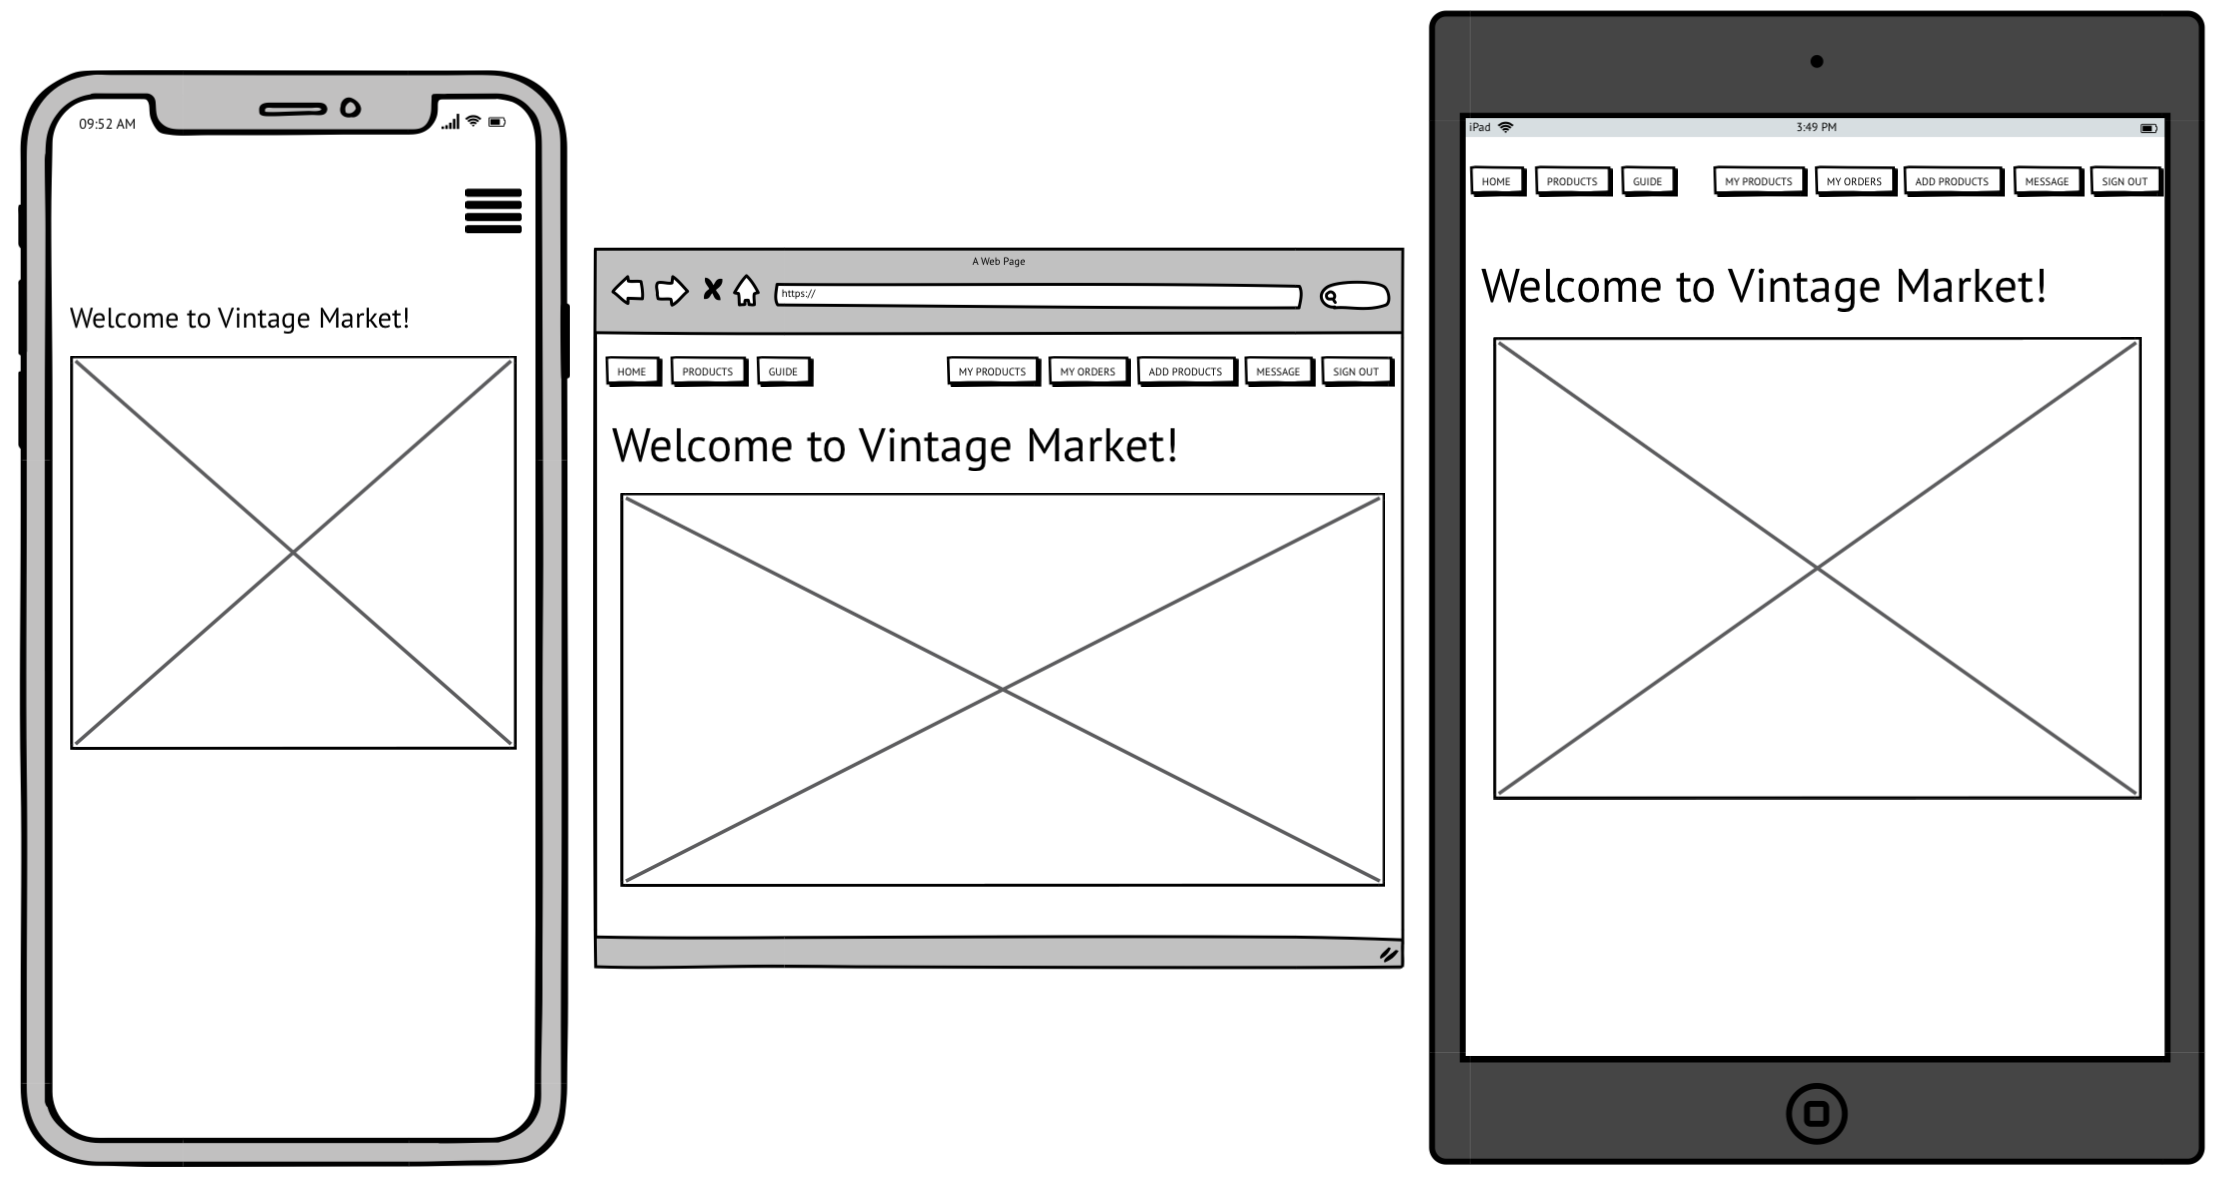 09:52 AM
Welcome to Vintage Market!
A Web Page
https://
HOME PRODUCTS GUIDE MY PRODUCTS MY ORDERS ADD PRODUCTS MESSAGE SIGN OUT
Welcome to Vintage Market!
iPad 3:49 PM
HOME PRODUCTS GUIDE MY PRODUCTS MY ORDERS ADD PRODUCTS MESSAGE SIGN OUT
Welcome to Vintage Market!